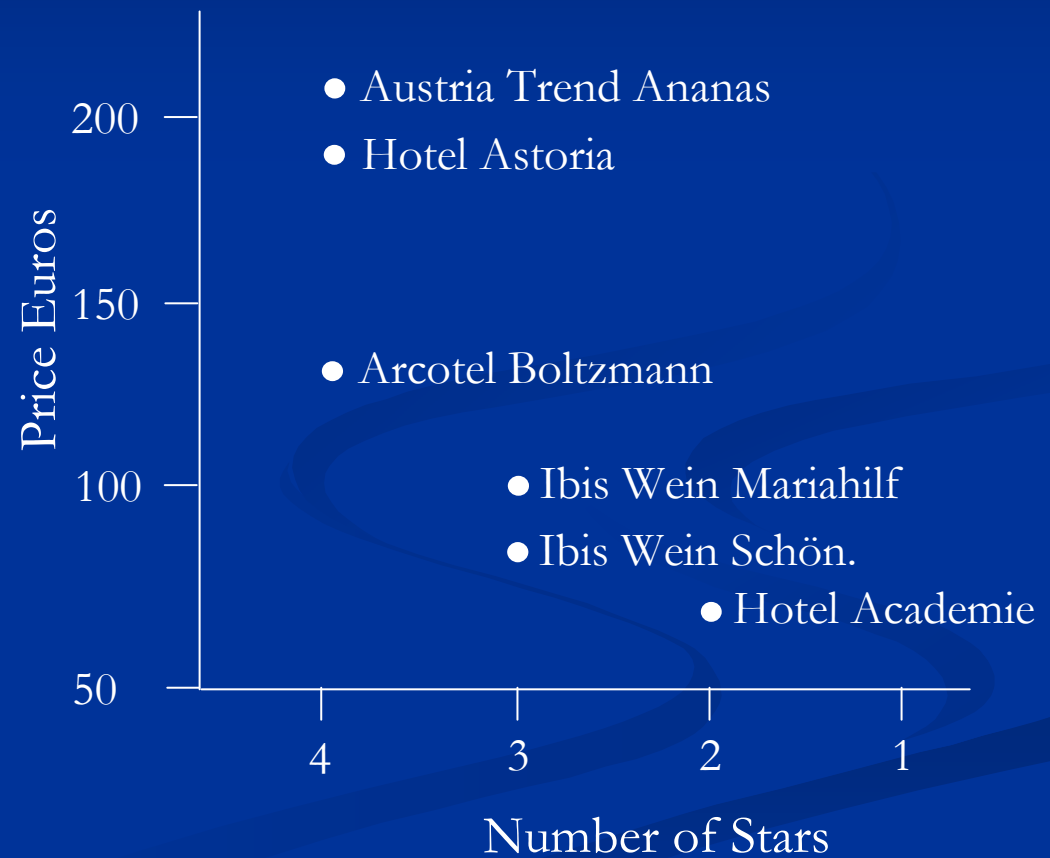 Austria Trend Ananas
200
Hotel Astoria
Price Euros
150
Arcotel Boltzmann
100
Ibis Wein Mariahilf
Ibis Wein Schön.
Hotel Academie
50
4 3 2 1
Number of Stars